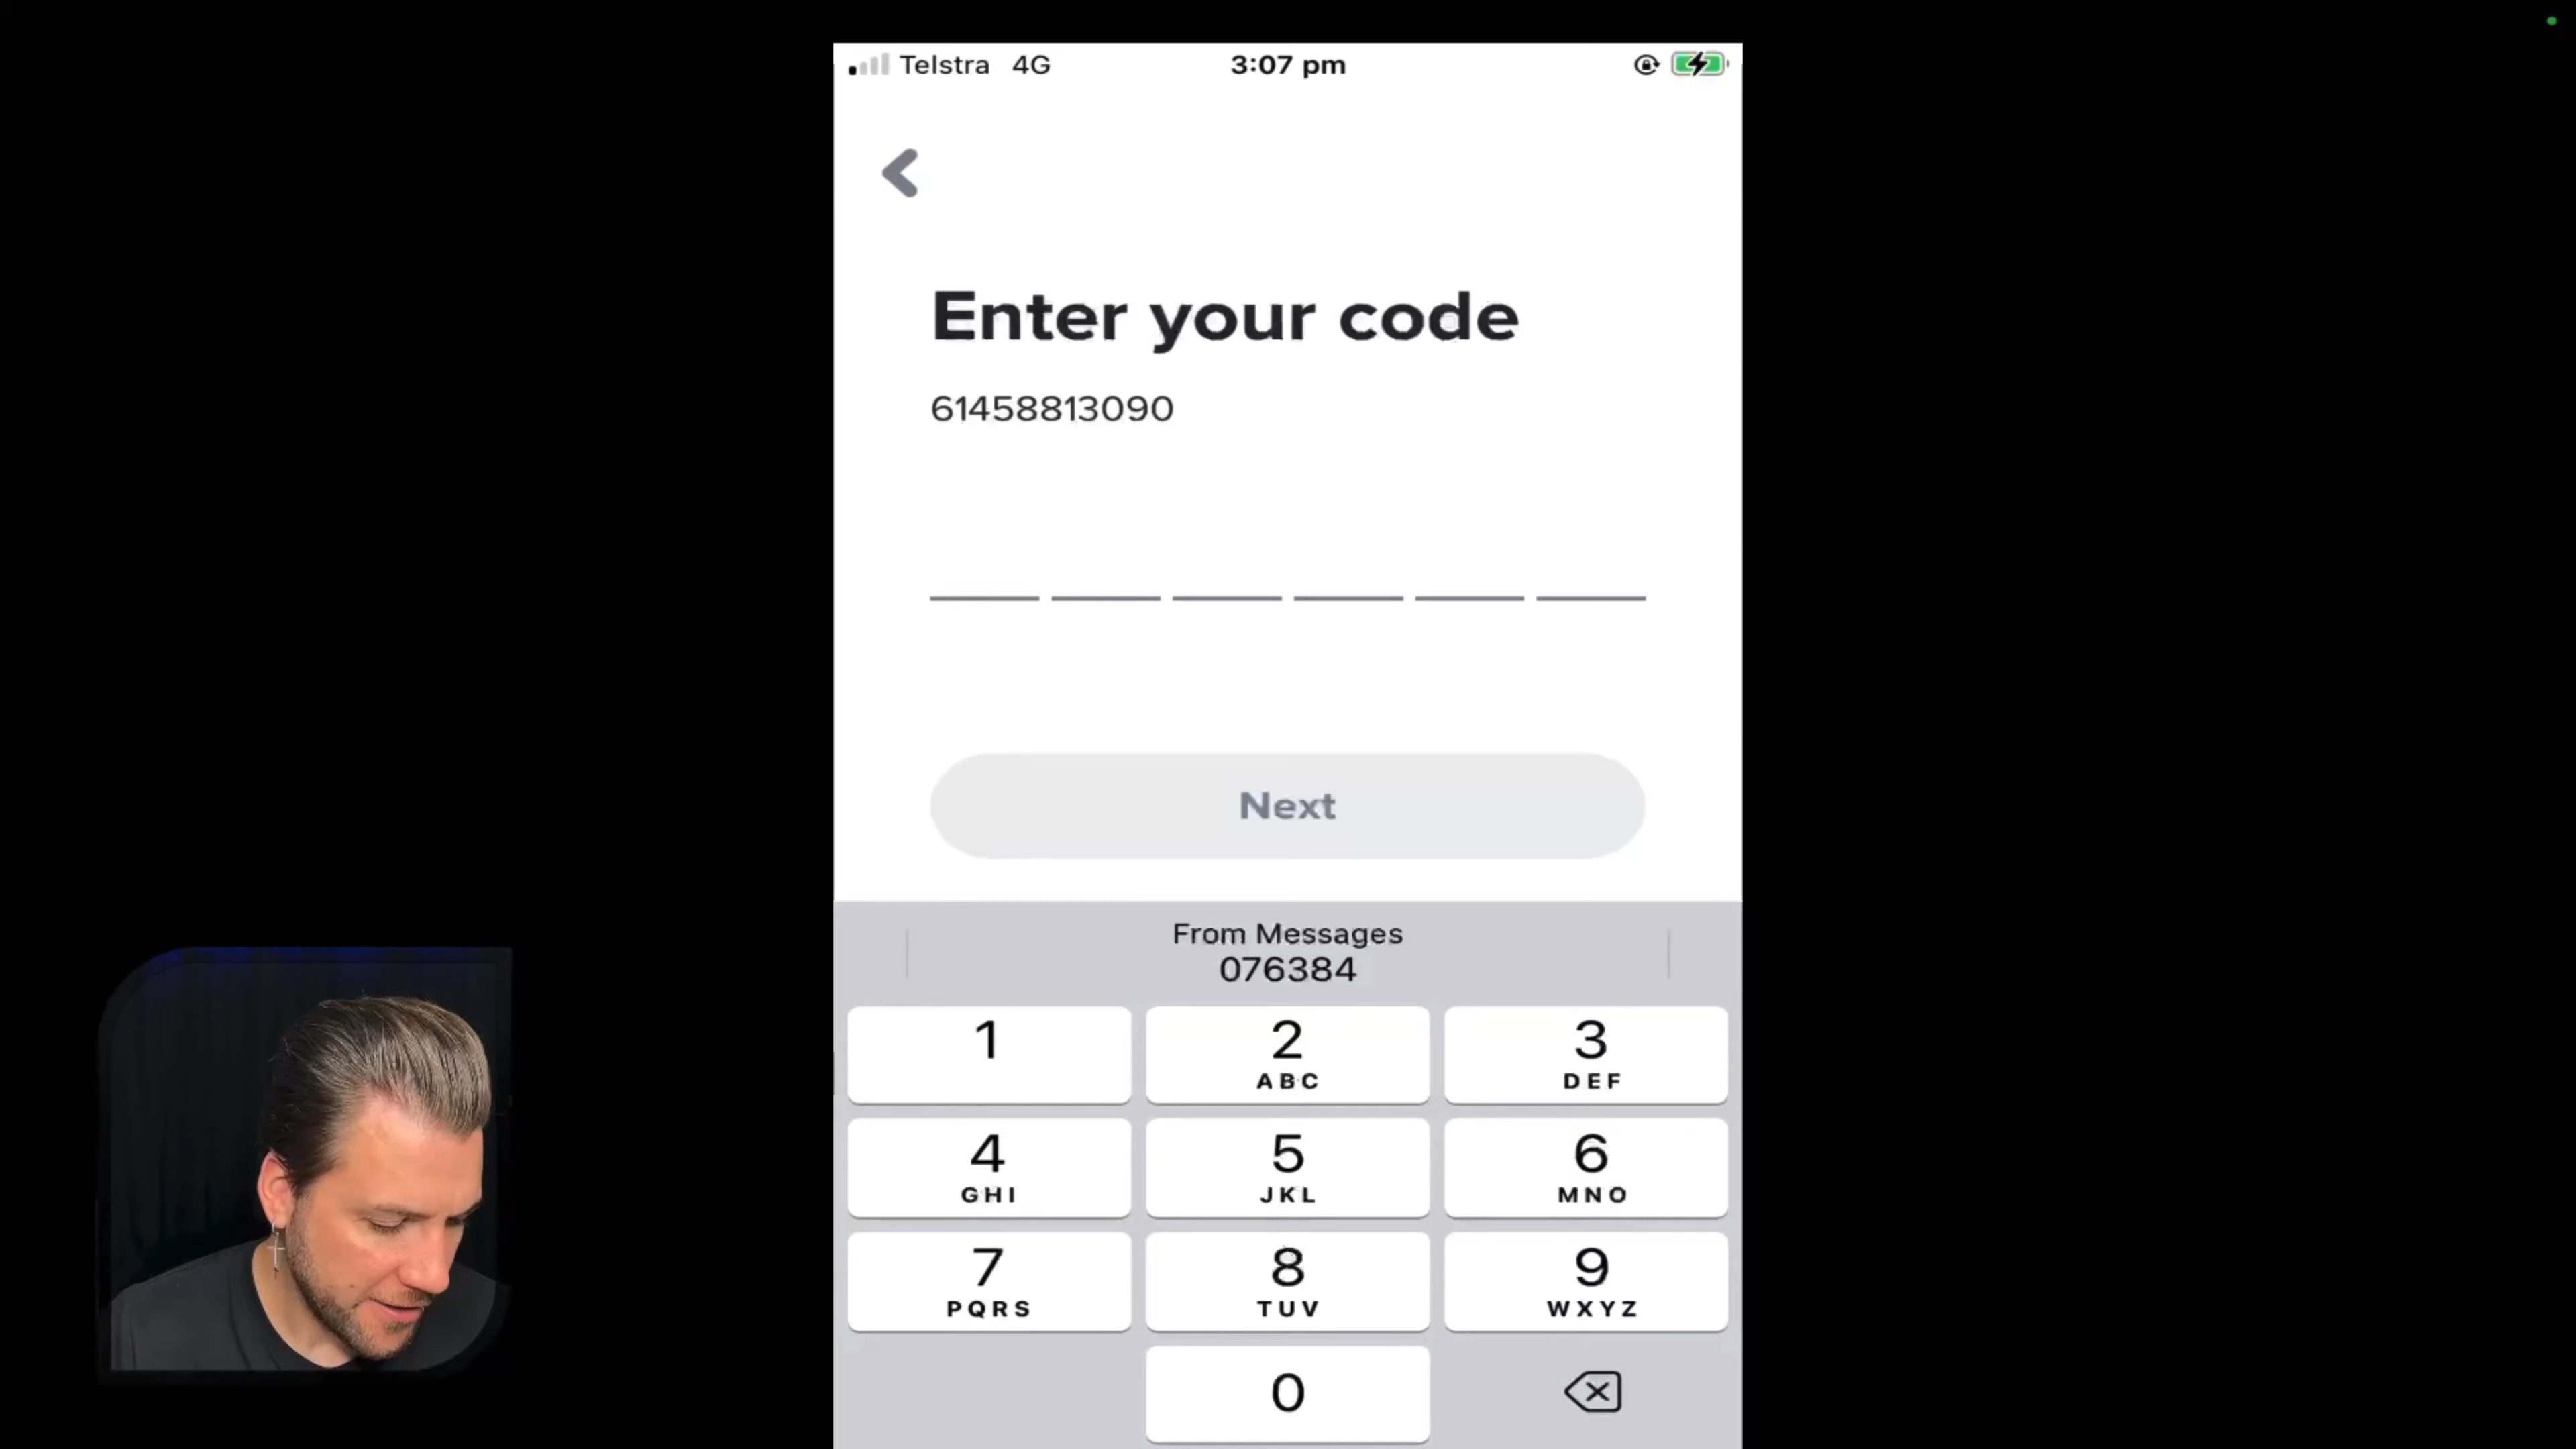 Telstra 4G 3:07 pm
Enter your code
61458813090
Next
From Messages
076384
1
2
ABC
3
DEF
4
GHI
5
JKL
6
MNO
7
PQRS
8
TUV
9
WXYZ
0